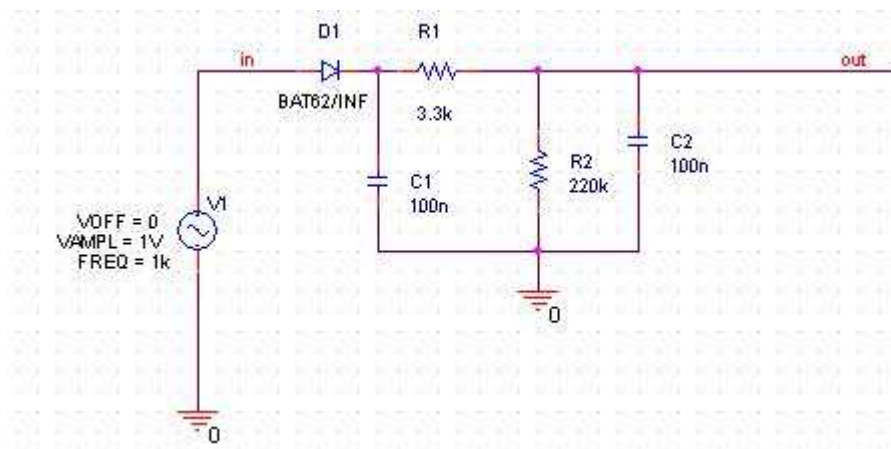 D1
R1
in
out
BAT62/INF
3.3k
C2
100n
R2
220k
C1
100n
V1
VOFF = 0
VAMPL = 1V
FREQ = 1k
0
0